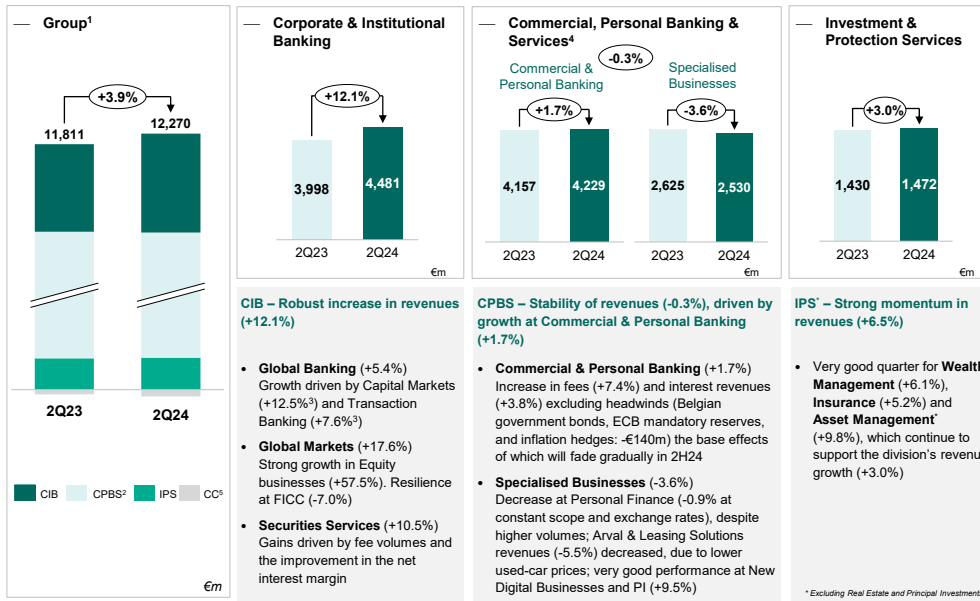 Group¹
+3.9%
11,811
12,270
2Q23
2Q24
CIB
CPBS²
IPS
CC⁵
€m
Corporate & Institutional
Banking
+12.1%
3,998
4,481
2Q23
2Q24
€m
Commercial, Personal Banking &
Services⁴
-0.3%
Commercial &
Personal Banking
Specialised
Businesses
+1.7%
-3.6%
4,157
4,229
2,625
2,530
2Q23
2Q24
2Q23
2Q24
€m
Investment &
Protection Services
+3.0%
1,430
1,472
2Q23
2Q24
€m
CIB – Robust increase in revenues
(+12.1%)
• Global Banking (+5.4%)
Growth driven by Capital Markets
(+12.5%³) and Transaction
Banking (+7.6%³)
• Global Markets (+17.6%)
Strong growth in Equity
businesses (+57.5%). Resilience
at FICC (-7.0%)
• Securities Services (+10.5%)
Gains driven by fee volumes and
the improvement in the net
interest margin
CPBS – Stability of revenues (-0.3%), driven by
growth at Commercial & Personal Banking
(+1.7%)
• Commercial & Personal Banking (+1.7%)
Increase in fees (+7.4%) and interest revenues
(+3.8%) excluding headwinds (Belgian
government bonds, ECB mandatory reserves,
and inflation hedges: -€140m) the base effects
of which will fade gradually in 2H24
• Specialised Businesses (-3.6%)
Decrease at Personal Finance (-0.9% at
constant scope and exchange rates), despite
higher volumes; Arval & Leasing Solutions
revenues (-5.5%) decreased, due to lower
used-car prices; very good performance at New
Digital Businesses and PI (+9.5%)
IPS* – Strong momentum in
revenues (+6.5%)
• Very good quarter for Wealth
Management (+6.1%),
Insurance (+5.2%) and
Asset Management*
(+9.8%), which continue to
support the division's revenu
growth (+3.0%)
* Excluding Real Estate and Principal Investment